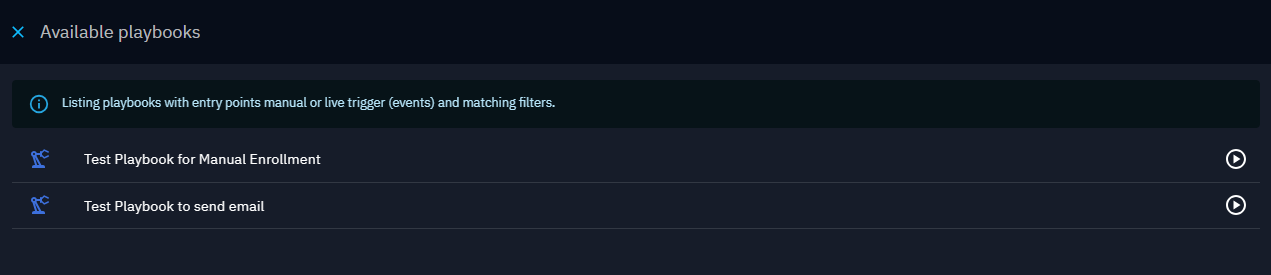 Available playbooks
Listing playbooks with entry points manual or live trigger (events) and matching filters.
Test Playbook for Manual Enrollment
Test Playbook to send email